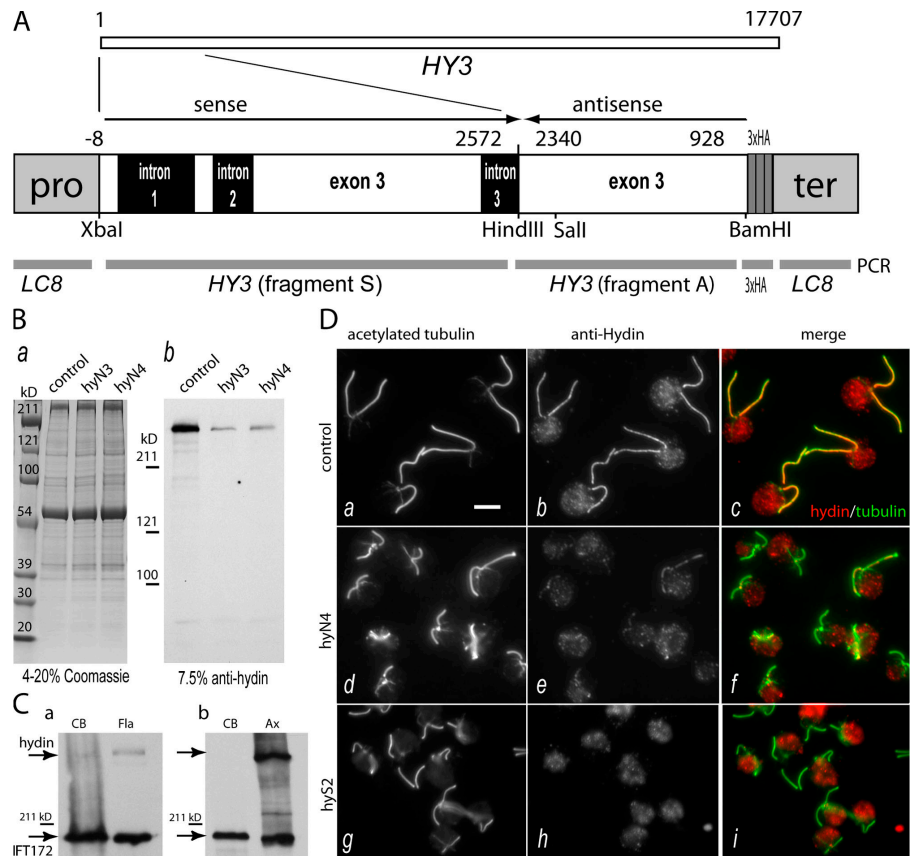 A
1 17707
HY3
sense antisense
-8 2572 2340 928 3xHA
pro intron 1 intron 2 exon 3 intron 3 exon 3 ter
XbaI HindIII SalI BamHI
PCR
LC8 HY3 (fragment S) HY3 (fragment A) 3xHA LC8
B
a
control hyN3 hyN4
kD
211
121
100
54
39
30
20
4-20% Coomassie
b
control hyN3 hyN4
kD
211
121
100
7.5% anti-hydin
C
a
CB Fla
hydin
211 kD
IFT172
b
CB Ax
211 kD
D
acetylated tubulin anti-Hydin merge
control
a b c
hydin/tubulin
hyN4
d e f
hyS2
g h i